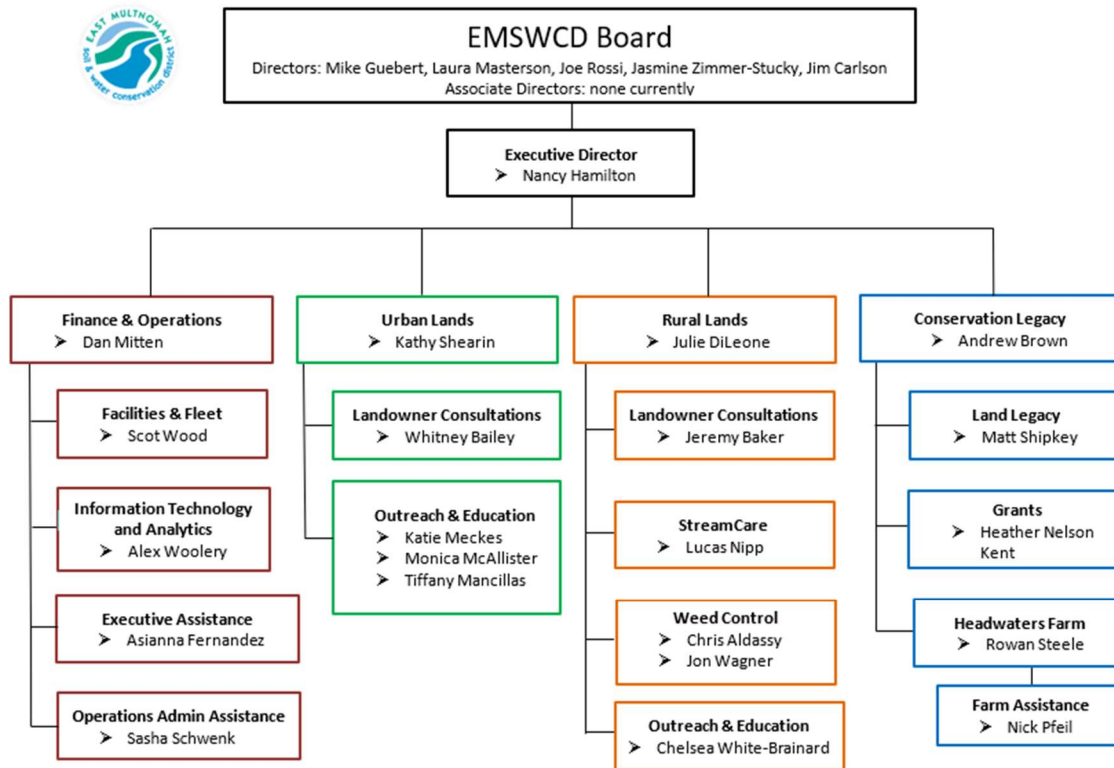 EAST MULTNOMAH
soil & water conservation district
EMSWCD Board
Directors: Mike Guebert, Laura Masterson, Joe Rossi, Jasmine Zimmer-Stucky, Jim Carlson
Associate Directors: none currently
Executive Director
➤ Nancy Hamilton
Finance & Operations
➤ Dan Mitten
Facilities & Fleet
➤ Scot Wood
Information Technology
and Analytics
➤ Alex Woolery
Executive Assistance
➤ Asianna Fernandez
Operations Admin Assistance
➤ Sasha Schwenk
Urban Lands
➤ Kathy Shearin
Landowner Consultations
➤ Whitney Bailey
Outreach & Education
➤ Katie Meckes
➤ Monica McAllister
➤ Tiffany Mancillas
Rural Lands
➤ Julie DiLeone
Landowner Consultations
➤ Jeremy Baker
StreamCare
➤ Lucas Nipp
Weed Control
➤ Chris Aldassy
➤ Jon Wagner
Outreach & Education
➤ Chelsea White-Brainard
Conservation Legacy
➤ Andrew Brown
Land Legacy
➤ Matt Shipkey
Grants
➤ Heather Nelson
Kent
Headwaters Farm
➤ Rowan Steele
Farm Assistance
➤ Nick Pfeil